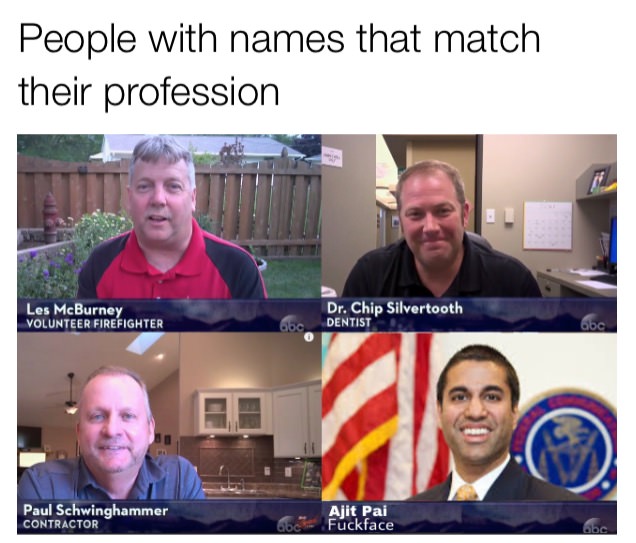 People with names that match
their profession
Les McBurney
VOLUNTEER FIREFIGHTER
abc
Dr. Chip Silvertooth
DENTIST
abc
Paul Schwinghammer
CONTRACTOR
abc
Ajit Pai
Fuckface
abc